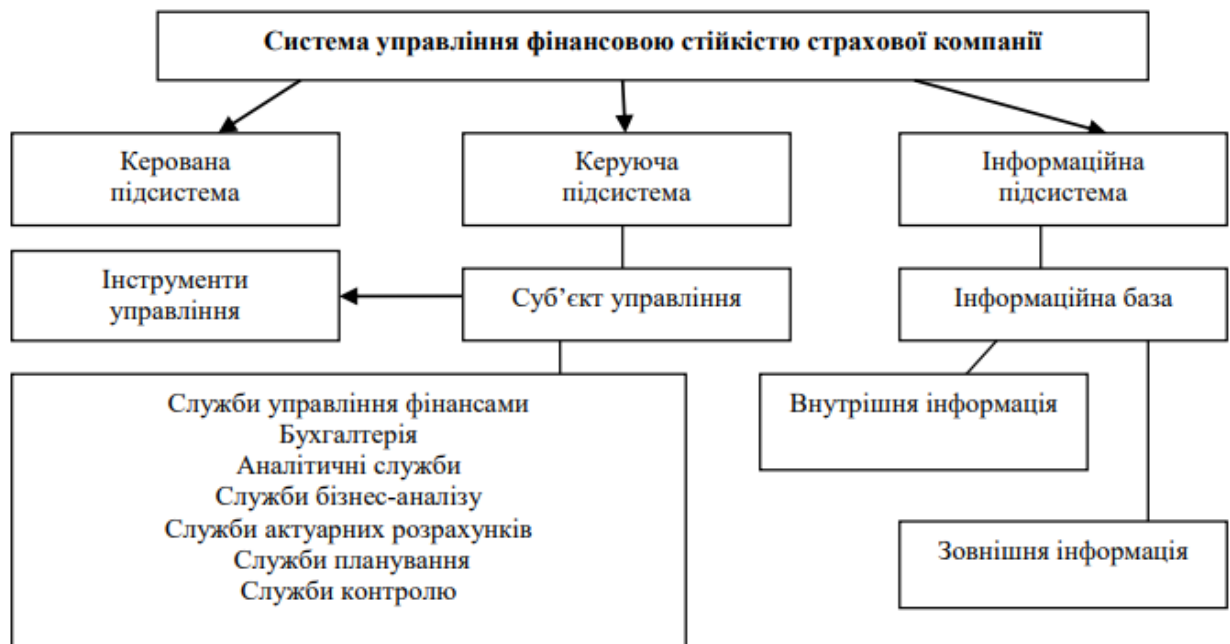 Система управління фінансовою стійкістю страхової компанії
Керована
підсистема
Керуюча
підсистема
Інформаційна
підсистема
Інструменти
управління
Суб’єкт управління
Інформаційна база
Служби управління фінансами
Бухгалтерія
Аналітичні служби
Служби бізнес-аналізу
Служби актуарних розрахунків
Служби планування
Служби контролю
Внутрішня інформація
Зовнішня інформація